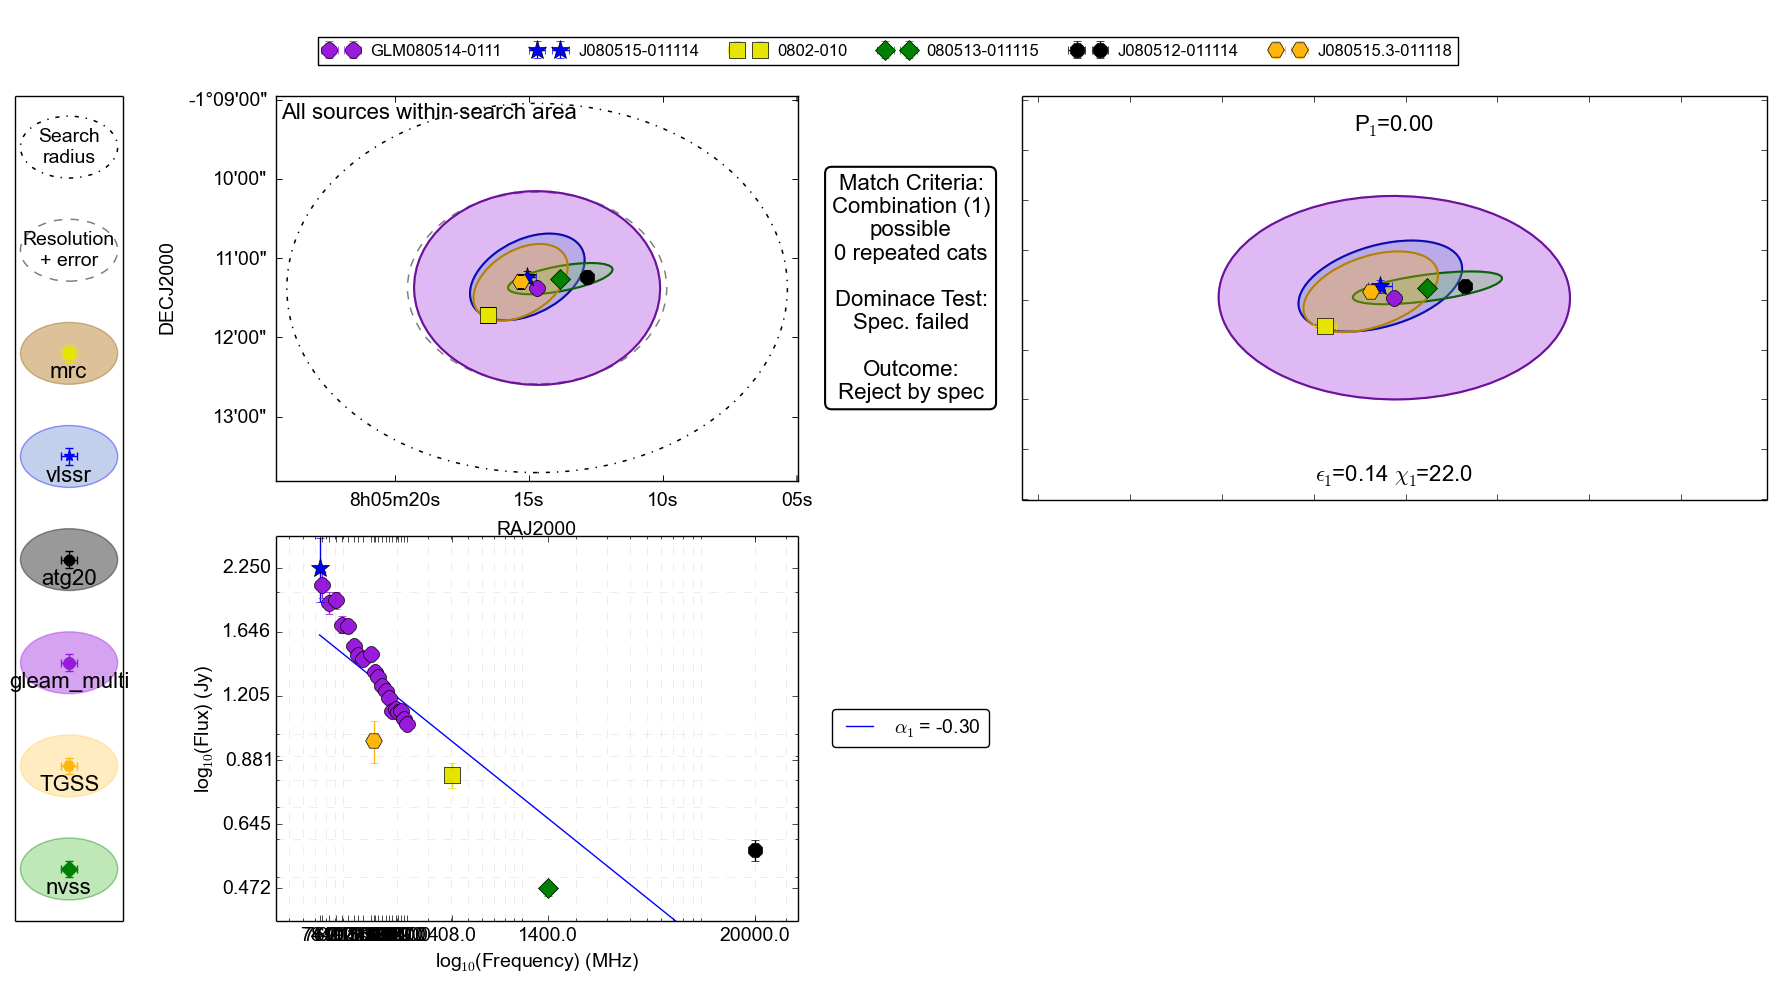 GLM080514-0111 J080515-011114 0802-010 080513-011115 J080512-011114 J080515.3-011118
Search
radius
Resolution
+ error
mrc
vlssr
atg20
gleam_multi
TGSS
nvss
All sources within search area
-1°09'00"
10'00"
11'00"
12'00"
13'00"
DECJ2000
8h05m20s 15s 10s 05s
RAJ2000
Match Criteria:
Combination (1)
possible
0 repeated cats
Dominace Test:
Spec. failed
Outcome:
Reject by spec
P1=0.00
ϵ1=0.14 χ1=22.0
2.250
1.646
1.205
0.881
0.645
0.472
log10(Flux) (Jy)
408.0 1400.0 20000.0
log10(Frequency) (MHz)
α1 = -0.30